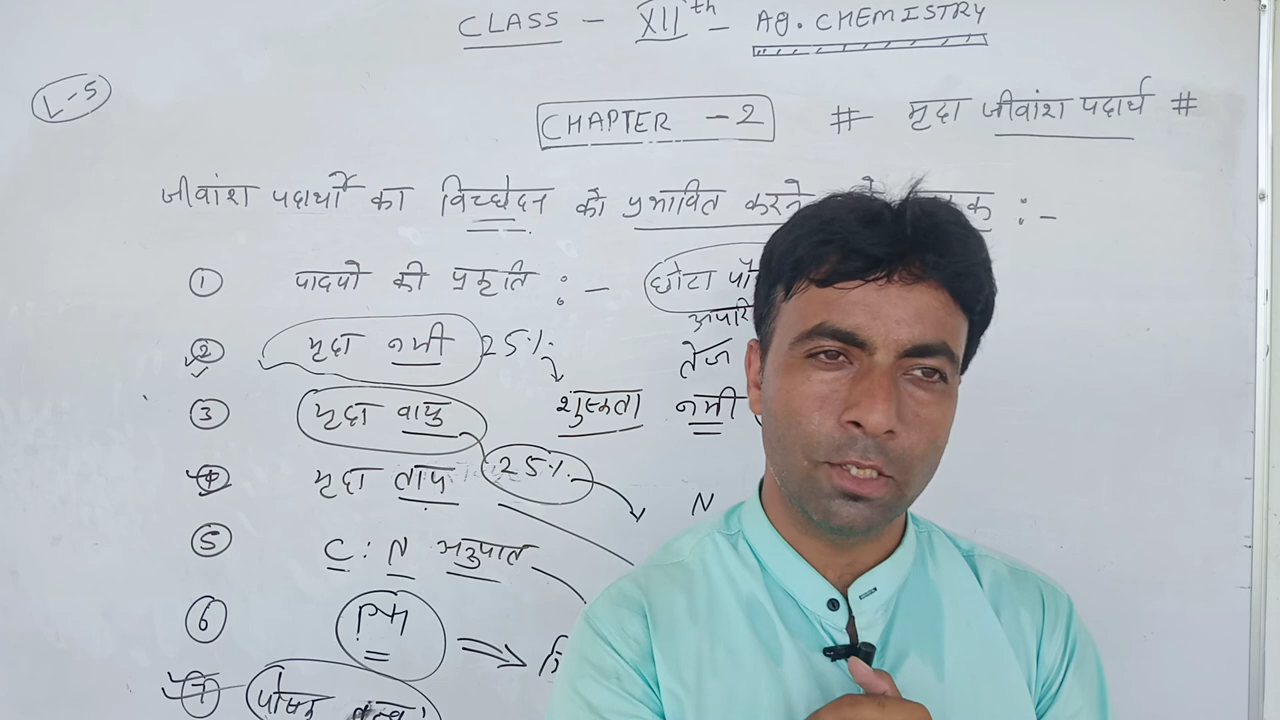 CLASS - XIIth - Ag. CHEMISTRY
L-5
CHAPTER - 2 # मृदा जीवांश पदार्थ #
जीवांश पदार्थों का विच्छेदन को प्रभावित करने :-
① पादपो की प्रकृति :- छोटा
② मृदा नमी 25%
तेज
③ मृदा वायु शुष्कता नमी
④ मृदा ताप 25%
N
⑤ C : N अनुपात
⑥ PH ⇒
⑦ पोषक तत्व